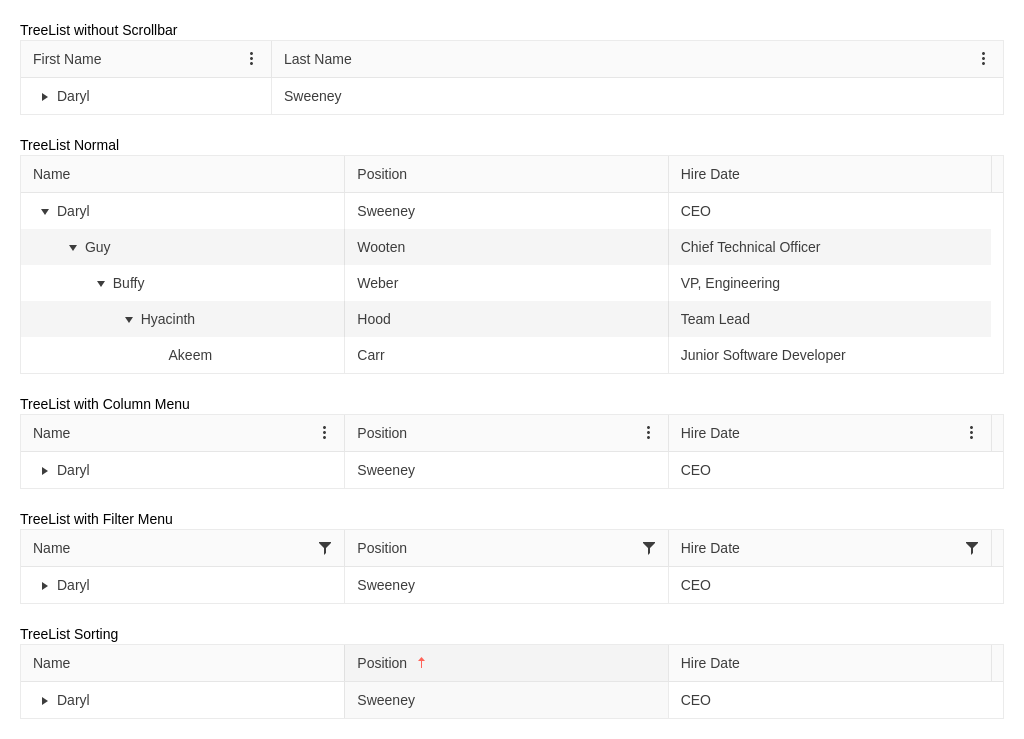 TreeList without Scrollbar
First Name Last Name
Daryl Sweeney
TreeList Normal
Name Position Hire Date
Daryl Sweeney CEO
Guy Wooten Chief Technical Officer
Buffy Weber VP, Engineering
Hyacinth Hood Team Lead
Akeem Carr Junior Software Developer
TreeList with Column Menu
Name Position Hire Date
Daryl Sweeney CEO
TreeList with Filter Menu
Name Position Hire Date
Daryl Sweeney CEO
TreeList Sorting
Name Position Hire Date
Daryl Sweeney CEO